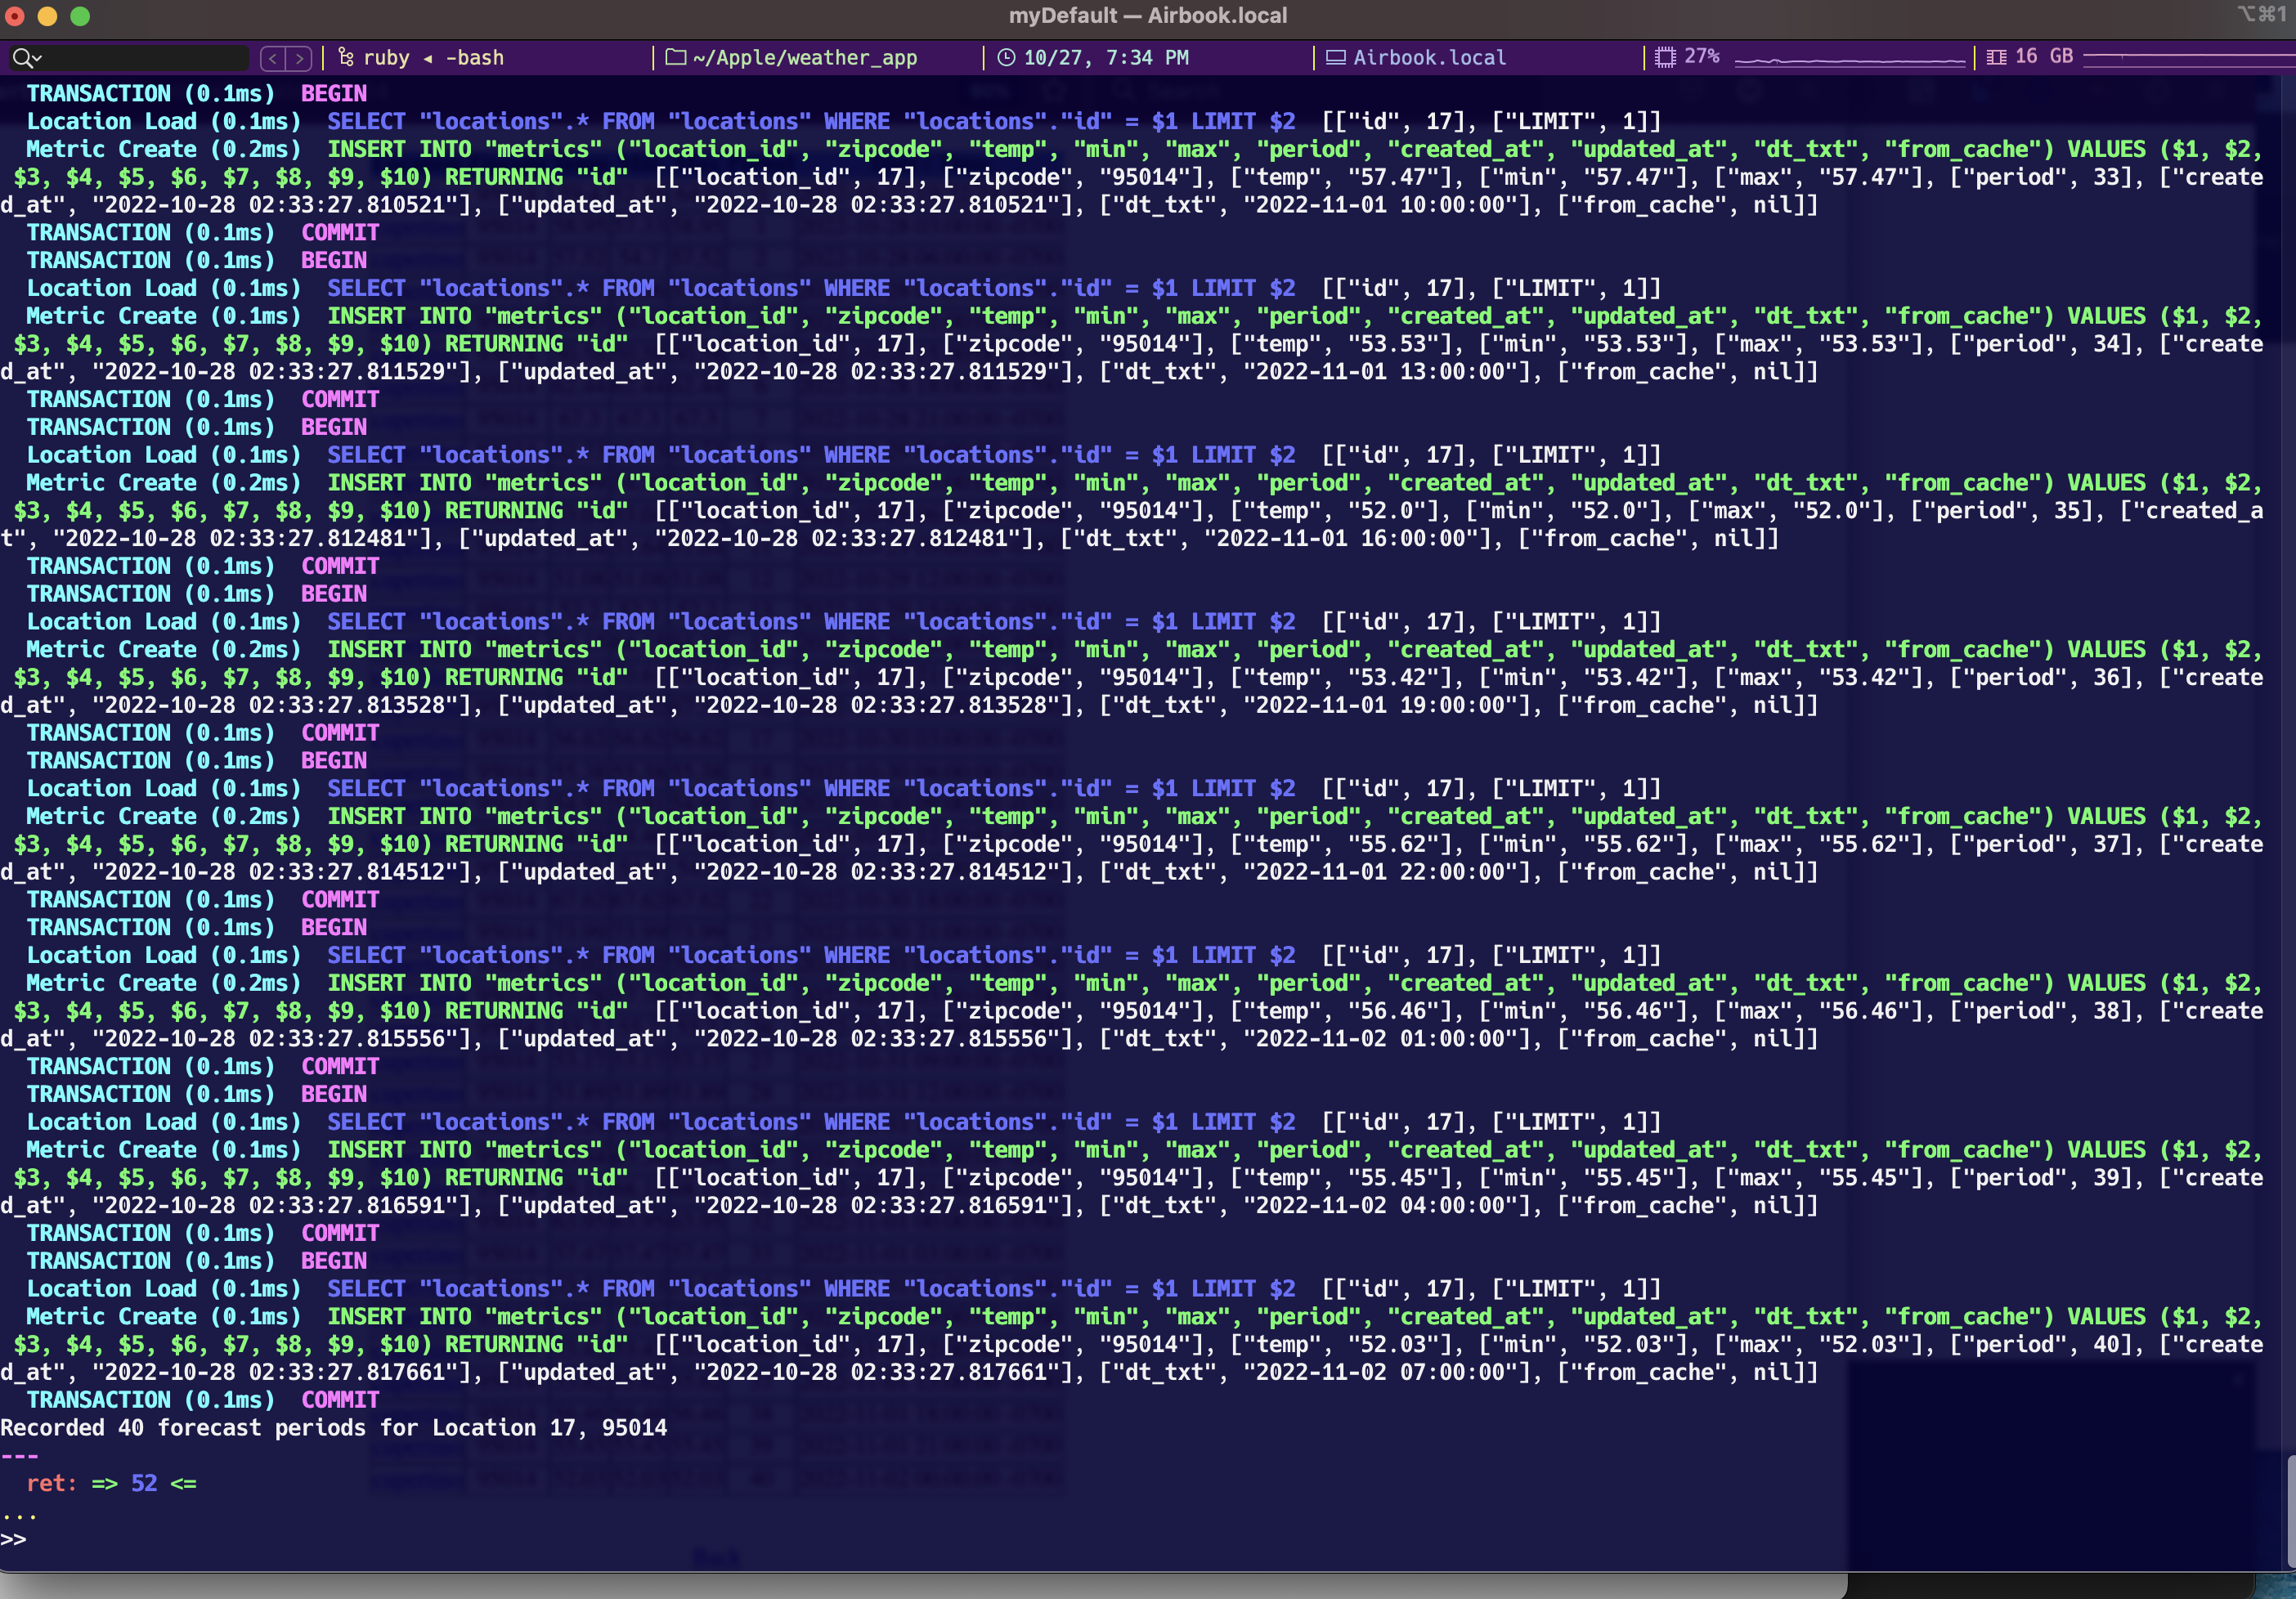 myDefault — Airbook.local
⌥⌘1
ruby ◂ -bash
~/Apple/weather_app
10/27, 7:34 PM
Airbook.local
27%
16 GB
TRANSACTION (0.1ms)  BEGIN
Location Load (0.1ms)  SELECT "locations".* FROM "locations" WHERE "locations"."id" = $1 LIMIT $2  [["id", 17], ["LIMIT", 1]]
Metric Create (0.2ms)  INSERT INTO "metrics" ("location_id", "zipcode", "temp", "min", "max", "period", "created_at", "updated_at", "dt_txt", "from_cache") VALUES ($1, $2,
$3, $4, $5, $6, $7, $8, $9, $10) RETURNING "id"  [["location_id", 17], ["zipcode", "95014"], ["temp", "57.47"], ["min", "57.47"], ["max", "57.47"], ["period", 33], ["create
d_at", "2022-10-28 02:33:27.810521"], ["updated_at", "2022-10-28 02:33:27.810521"], ["dt_txt", "2022-11-01 10:00:00"], ["from_cache", nil]]
TRANSACTION (0.1ms)  COMMIT
TRANSACTION (0.1ms)  BEGIN
Location Load (0.1ms)  SELECT "locations".* FROM "locations" WHERE "locations"."id" = $1 LIMIT $2  [["id", 17], ["LIMIT", 1]]
Metric Create (0.1ms)  INSERT INTO "metrics" ("location_id", "zipcode", "temp", "min", "max", "period", "created_at", "updated_at", "dt_txt", "from_cache") VALUES ($1, $2,
$3, $4, $5, $6, $7, $8, $9, $10) RETURNING "id"  [["location_id", 17], ["zipcode", "95014"], ["temp", "53.53"], ["min", "53.53"], ["max", "53.53"], ["period", 34], ["create
d_at", "2022-10-28 02:33:27.811529"], ["updated_at", "2022-10-28 02:33:27.811529"], ["dt_txt", "2022-11-01 13:00:00"], ["from_cache", nil]]
TRANSACTION (0.1ms)  COMMIT
TRANSACTION (0.1ms)  BEGIN
Location Load (0.1ms)  SELECT "locations".* FROM "locations" WHERE "locations"."id" = $1 LIMIT $2  [["id", 17], ["LIMIT", 1]]
Metric Create (0.2ms)  INSERT INTO "metrics" ("location_id", "zipcode", "temp", "min", "max", "period", "created_at", "updated_at", "dt_txt", "from_cache") VALUES ($1, $2,
$3, $4, $5, $6, $7, $8, $9, $10) RETURNING "id"  [["location_id", 17], ["zipcode", "95014"], ["temp", "52.0"], ["min", "52.0"], ["max", "52.0"], ["period", 35], ["created_a
t", "2022-10-28 02:33:27.812481"], ["updated_at", "2022-10-28 02:33:27.812481"], ["dt_txt", "2022-11-01 16:00:00"], ["from_cache", nil]]
TRANSACTION (0.1ms)  COMMIT
TRANSACTION (0.1ms)  BEGIN
Location Load (0.1ms)  SELECT "locations".* FROM "locations" WHERE "locations"."id" = $1 LIMIT $2  [["id", 17], ["LIMIT", 1]]
Metric Create (0.2ms)  INSERT INTO "metrics" ("location_id", "zipcode", "temp", "min", "max", "period", "created_at", "updated_at", "dt_txt", "from_cache") VALUES ($1, $2,
$3, $4, $5, $6, $7, $8, $9, $10) RETURNING "id"  [["location_id", 17], ["zipcode", "95014"], ["temp", "53.42"], ["min", "53.42"], ["max", "53.42"], ["period", 36], ["create
d_at", "2022-10-28 02:33:27.813528"], ["updated_at", "2022-10-28 02:33:27.813528"], ["dt_txt", "2022-11-01 19:00:00"], ["from_cache", nil]]
TRANSACTION (0.1ms)  COMMIT
TRANSACTION (0.1ms)  BEGIN
Location Load (0.1ms)  SELECT "locations".* FROM "locations" WHERE "locations"."id" = $1 LIMIT $2  [["id", 17], ["LIMIT", 1]]
Metric Create (0.2ms)  INSERT INTO "metrics" ("location_id", "zipcode", "temp", "min", "max", "period", "created_at", "updated_at", "dt_txt", "from_cache") VALUES ($1, $2,
$3, $4, $5, $6, $7, $8, $9, $10) RETURNING "id"  [["location_id", 17], ["zipcode", "95014"], ["temp", "55.62"], ["min", "55.62"], ["max", "55.62"], ["period", 37], ["create
d_at", "2022-10-28 02:33:27.814512"], ["updated_at", "2022-10-28 02:33:27.814512"], ["dt_txt", "2022-11-01 22:00:00"], ["from_cache", nil]]
TRANSACTION (0.1ms)  COMMIT
TRANSACTION (0.1ms)  BEGIN
Location Load (0.1ms)  SELECT "locations".* FROM "locations" WHERE "locations"."id" = $1 LIMIT $2  [["id", 17], ["LIMIT", 1]]
Metric Create (0.2ms)  INSERT INTO "metrics" ("location_id", "zipcode", "temp", "min", "max", "period", "created_at", "updated_at", "dt_txt", "from_cache") VALUES ($1, $2,
$3, $4, $5, $6, $7, $8, $9, $10) RETURNING "id"  [["location_id", 17], ["zipcode", "95014"], ["temp", "56.46"], ["min", "56.46"], ["max", "56.46"], ["period", 38], ["create
d_at", "2022-10-28 02:33:27.815556"], ["updated_at", "2022-10-28 02:33:27.815556"], ["dt_txt", "2022-11-02 01:00:00"], ["from_cache", nil]]
TRANSACTION (0.1ms)  COMMIT
TRANSACTION (0.1ms)  BEGIN
Location Load (0.1ms)  SELECT "locations".* FROM "locations" WHERE "locations"."id" = $1 LIMIT $2  [["id", 17], ["LIMIT", 1]]
Metric Create (0.2ms)  INSERT INTO "metrics" ("location_id", "zipcode", "temp", "min", "max", "period", "created_at", "updated_at", "dt_txt", "from_cache") VALUES ($1, $2,
$3, $4, $5, $6, $7, $8, $9, $10) RETURNING "id"  [["location_id", 17], ["zipcode", "95014"], ["temp", "55.45"], ["min", "55.45"], ["max", "55.45"], ["period", 39], ["create
d_at", "2022-10-28 02:33:27.816591"], ["updated_at", "2022-10-28 02:33:27.816591"], ["dt_txt", "2022-11-02 04:00:00"], ["from_cache", nil]]
TRANSACTION (0.1ms)  COMMIT
TRANSACTION (0.1ms)  BEGIN
Location Load (0.1ms)  SELECT "locations".* FROM "locations" WHERE "locations"."id" = $1 LIMIT $2  [["id", 17], ["LIMIT", 1]]
Metric Create (0.1ms)  INSERT INTO "metrics" ("location_id", "zipcode", "temp", "min", "max", "period", "created_at", "updated_at", "dt_txt", "from_cache") VALUES ($1, $2,
$3, $4, $5, $6, $7, $8, $9, $10) RETURNING "id"  [["location_id", 17], ["zipcode", "95014"], ["temp", "52.03"], ["min", "52.03"], ["max", "52.03"], ["period", 40], ["create
d_at", "2022-10-28 02:33:27.817661"], ["updated_at", "2022-10-28 02:33:27.817661"], ["dt_txt", "2022-11-02 07:00:00"], ["from_cache", nil]]
TRANSACTION (0.1ms)  COMMIT
Recorded 40 forecast periods for Location 17, 95014
---
ret: => 52 <=
...
>>